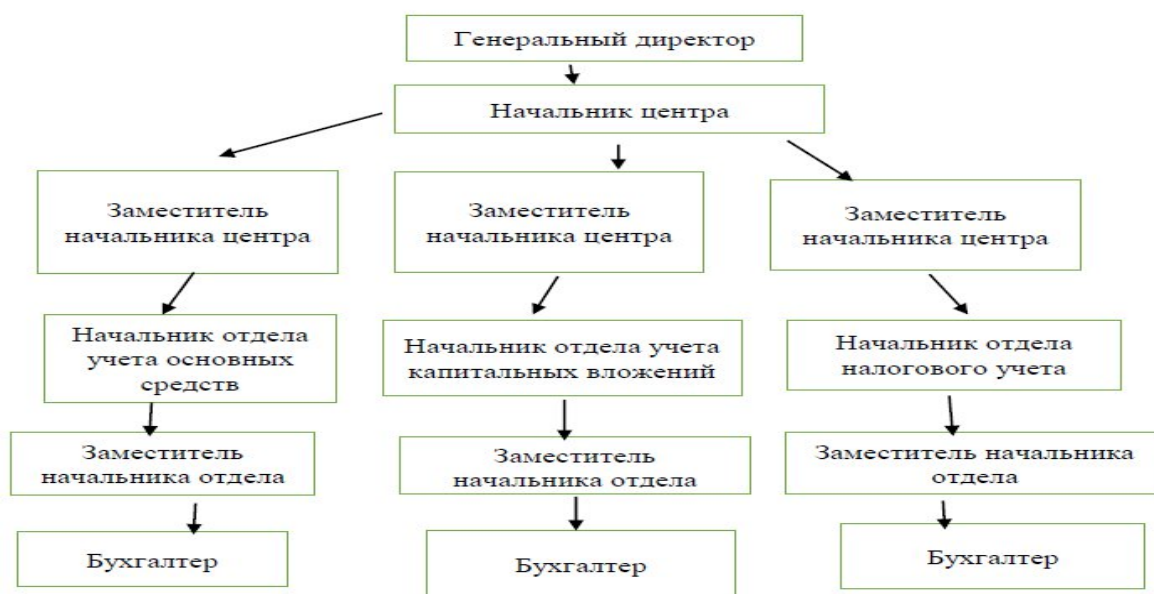 Генеральный директор
Начальник центра
Заместитель
начальника центра
Заместитель
начальника центра
Заместитель
начальника центра
Начальник отдела
учета основных
средств
Начальник отдела учета
капитальных вложений
Начальник отдела
налогового учета
Заместитель
начальника отдела
Заместитель
начальника отдела
Заместитель начальника
отдела
Бухгалтер
Бухгалтер
Бухгалтер